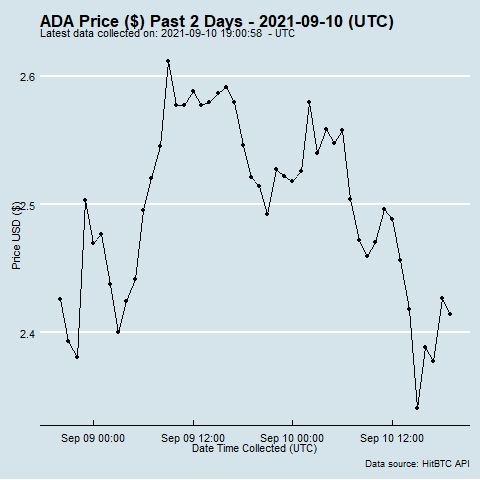 ADA Price ($) Past 2 Days - 2021-09-10 (UTC)
Latest data collected on: 2021-09-10 19:00:58 - UTC
2.6
2.5
2.4
Price USD ($)
Sep 09 00:00
Sep 09 12:00
Sep 10 00:00
Sep 10 12:00
Date Time Collected (UTC)
Data source: HitBTC API